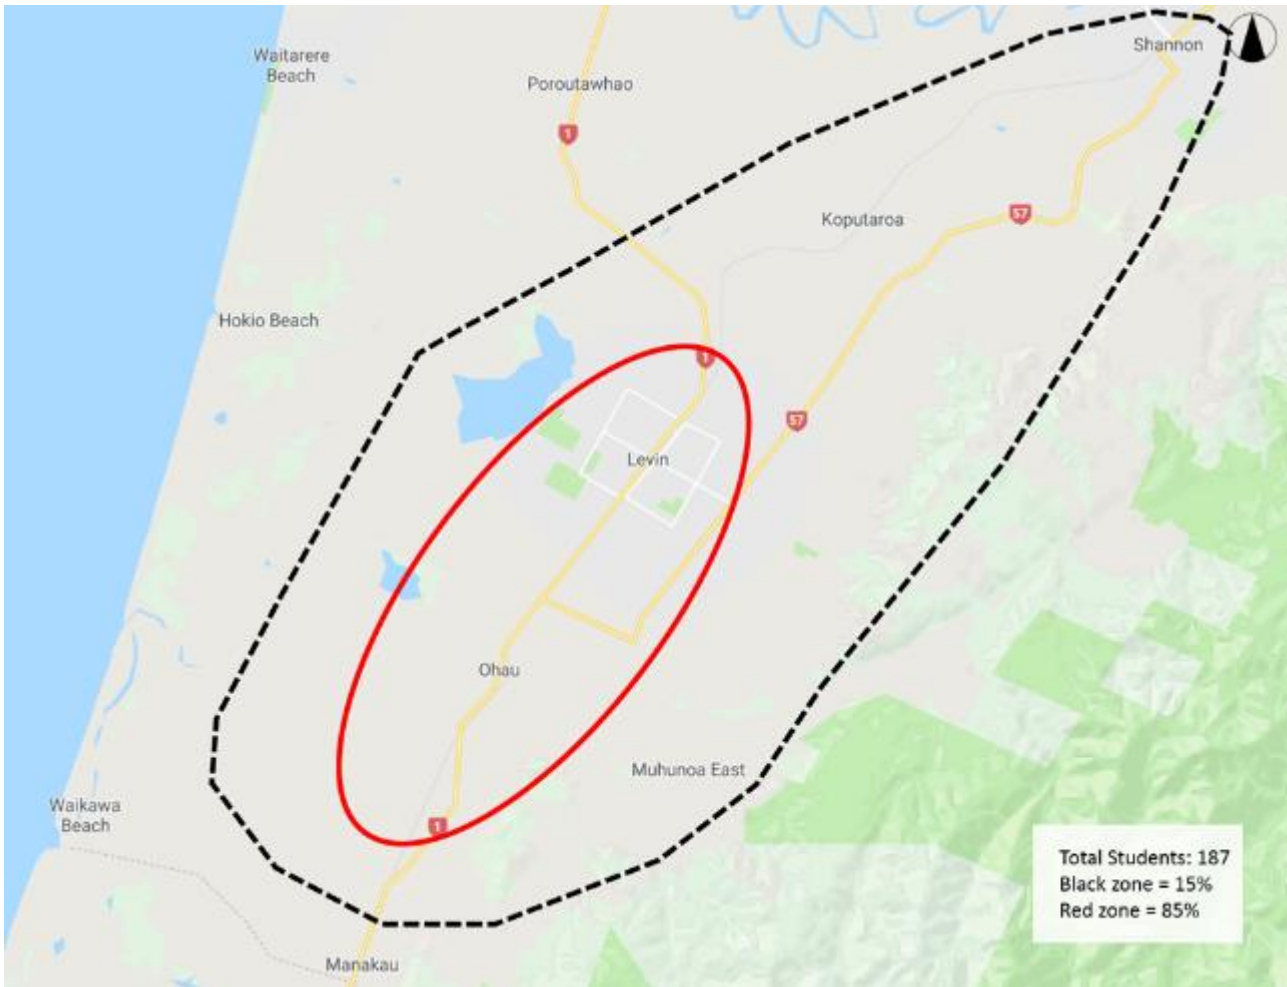 Shannon
Waitarere
Beach
Poroutawhao
1
57
Koputaroa
Hokio Beach
1
57
Levin
Ohau
Muhunoa East
Waikawa
Beach
1
Total Students: 187
Black zone = 15%
Red zone = 85%
Manakau